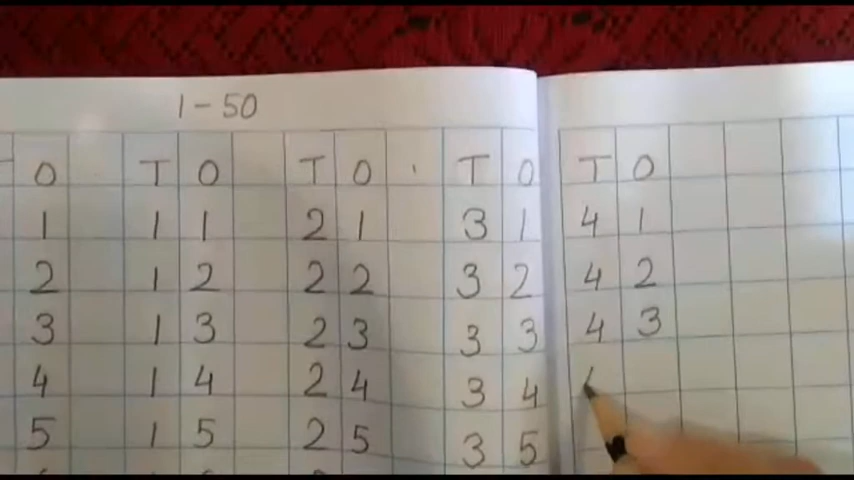 1 - 50
O T O T O T O T O
1 1 1 2 1 3 1 4 1
2 1 2 2 2 3 2 4 2
3 1 3 2 3 3 3 4 3
4 1 4 2 4 3 4
5 1 5 2 5 3 5